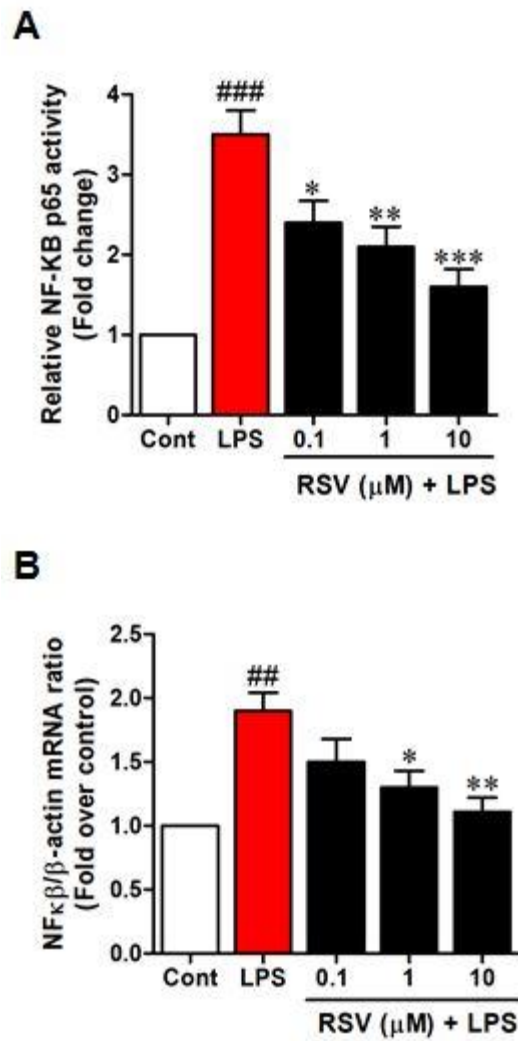 A
Relative NF-KB p65 activity
(Fold change)
4
3
2
1
0
###
*
**
***
Cont LPS 0.1 1 10
RSV (μM) + LPS
B
NFκβ/β-actin mRNA ratio
(Fold over control)
2.5
2.0
1.5
1.0
0.5
0.0
##
*
**
Cont LPS 0.1 1 10
RSV (μM) + LPS